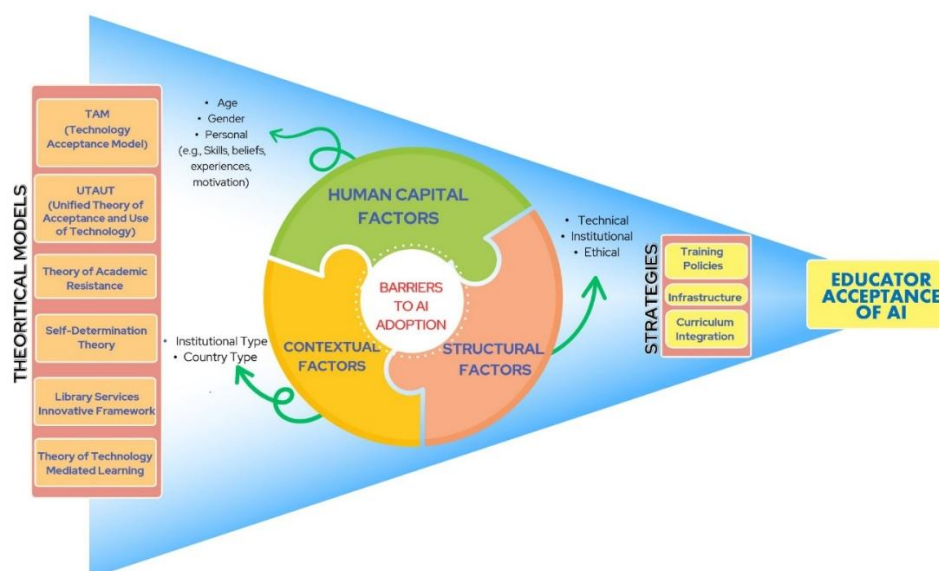 THEORITICAL MODELS
TAM
(Technology
Acceptance Model)
UTAUT
(Unified Theory of
Acceptance and Use
of Technology)
Theory of Academic
Resistance
Self-Determination
Theory
Library Services
Innovative Framework
Theory of Technology
Mediated Learning
• Age
• Gender
• Personal
(e.g., Skills, beliefs,
experiences,
motivation)
HUMAN CAPITAL
FACTORS
BARRIERS
TO AI
ADOPTION
• Institutional Type
• Country Type
CONTEXTUAL
FACTORS
STRUCTURAL
FACTORS
• Technical
• Institutional
• Ethical
STRATEGIES
Training
Policies
Infrastructure
Curriculum
Integration
EDUCATOR
ACCEPTANCE
OF AI